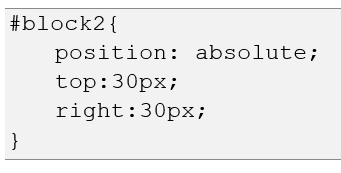 #block2{
    position: absolute;
    top:30px;
    right:30px;
}